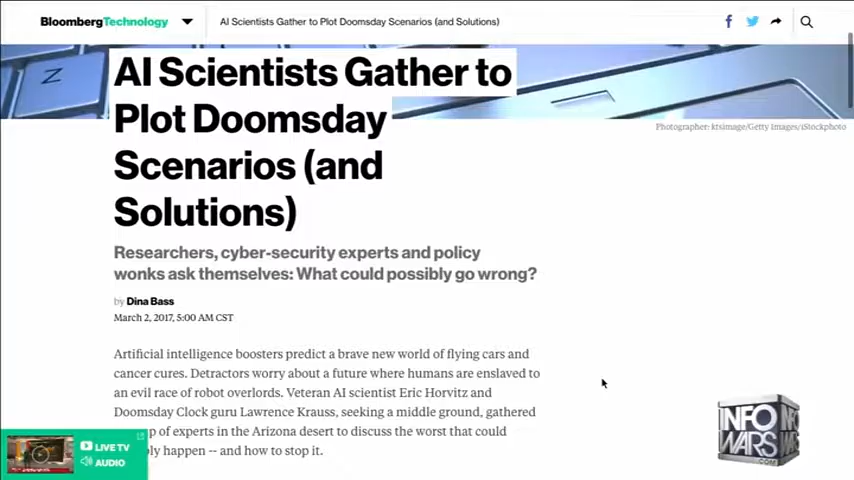 BloombergTechnology
AI Scientists Gather to Plot Doomsday Scenarios (and Solutions)
Z
AI Scientists Gather to
Plot Doomsday
Scenarios (and
Solutions)
Photographer: ktsimage/Getty Images/iStockphoto
Researchers, cyber-security experts and policy
wonks ask themselves: What could possibly go wrong?
by Dina Bass
March 2, 2017, 5:00 AM CST
Artificial intelligence boosters predict a brave new world of flying cars and
cancer cures. Detractors worry about a future where humans are enslaved to
an evil race of robot overlords. Veteran AI scientist Eric Horvitz and
Doomsday Clock guru Lawrence Krauss, seeking a middle ground, gathered
p of experts in the Arizona desert to discuss the worst that could
ly happen -- and how to stop it.
LIVE TV
AUDIO
INFO
WARS
.COM